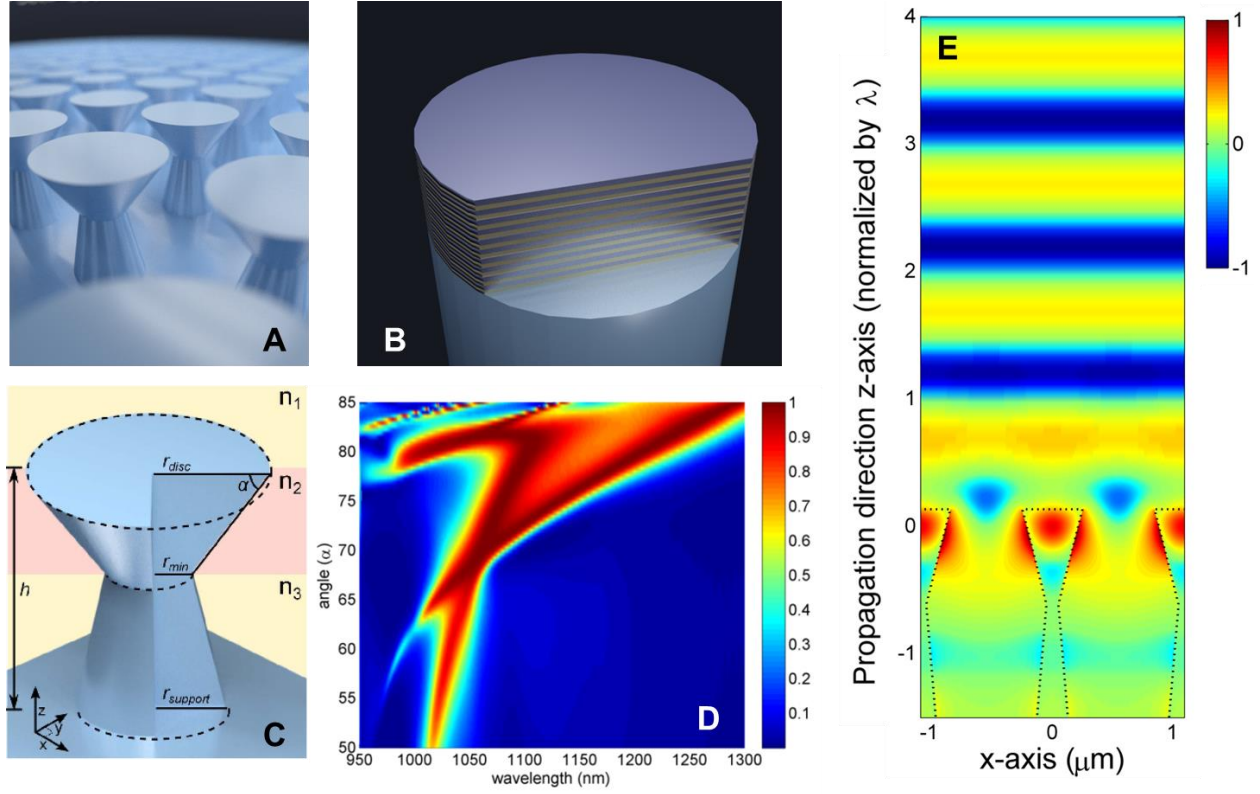 A
B
C
n₁
n₂
n₃
r_disc
α
r_min
h
r_support
z
y
x
D
85
80
75
70
65
60
55
50
angle (α)
950 1000 1050 1100 1150 1200 1250 1300
wavelength (nm)
1
0.9
0.8
0.7
0.6
0.5
0.4
0.3
0.2
0.1
E
Propagation direction z-axis (normalized by λ)
4
3
2
1
0
-1
-1 0 1
x-axis (μm)
1
0
-1